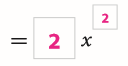 = 2 x^2